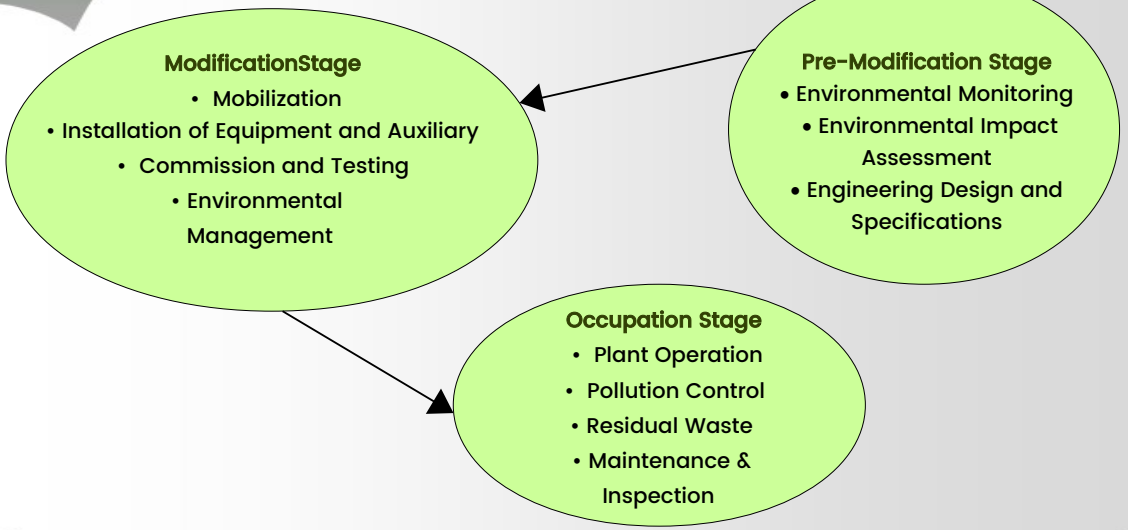 ModificationStage
• Mobilization
• Installation of Equipment and Auxiliary
• Commission and Testing
• Environmental
Management
Pre-Modification Stage
• Environmental Monitoring
• Environmental Impact
Assessment
• Engineering Design and
Specifications
Occupation Stage
• Plant Operation
• Pollution Control
• Residual Waste
• Maintenance &
Inspection